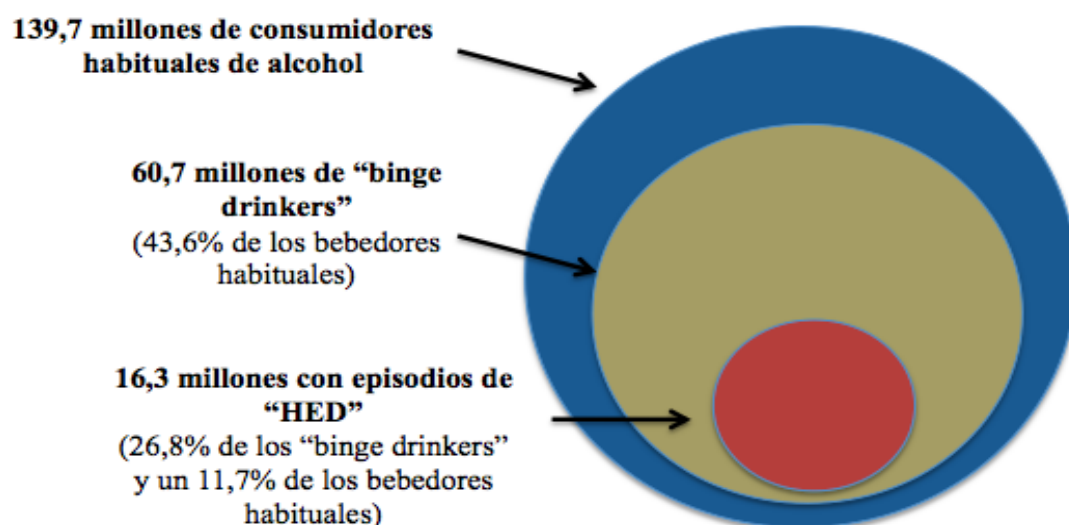 139,7 millones de consumidores
habituales de alcohol
60,7 millones de “binge
drinkers”
(43,6% de los bebedores
habituales)
16,3 millones con episodios de
“HED”
(26,8% de los “binge drinkers”
y un 11,7% de los bebedores
habituales)